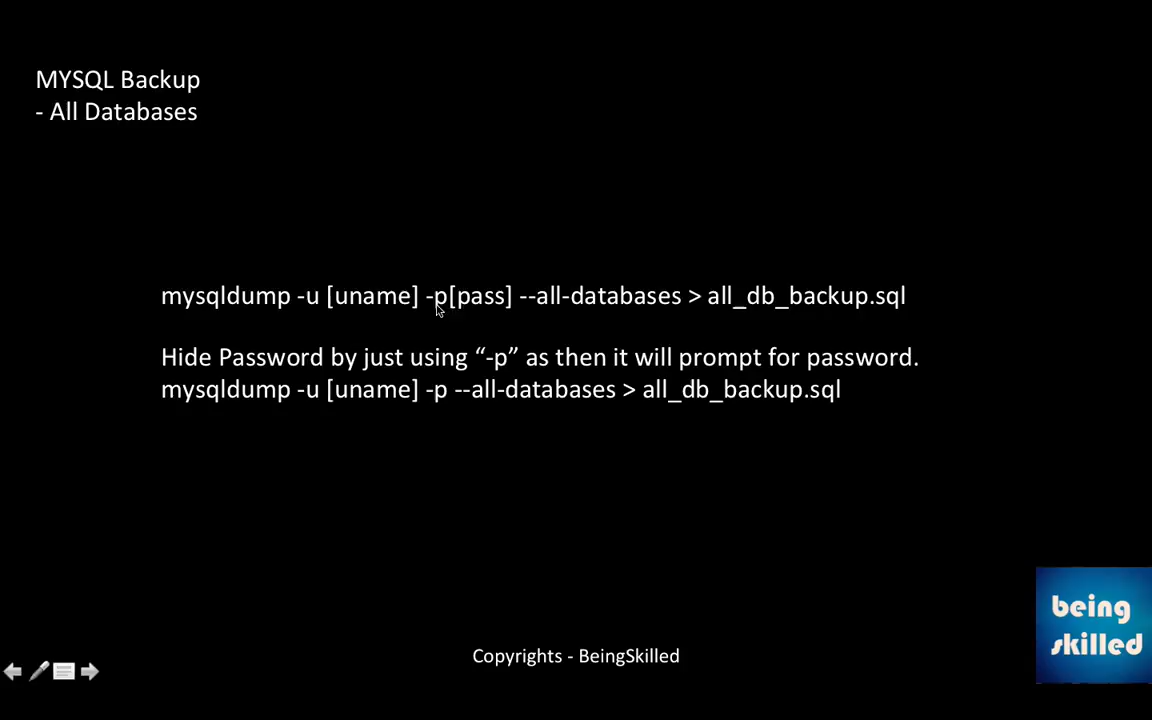 MYSQL Backup
- All Databases
mysqldump -u [uname] -p[pass] --all-databases > all_db_backup.sql
Hide Password by just using “-p” as then it will prompt for password.
mysqldump -u [uname] -p --all-databases > all_db_backup.sql
being
skilled
Copyrights - BeingSkilled